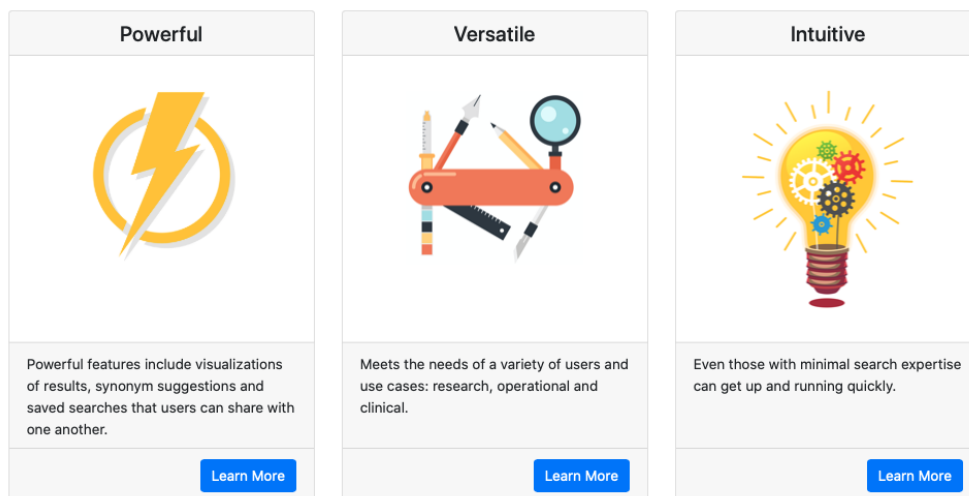 Powerful
Powerful features include visualizations
of results, synonym suggestions and
saved searches that users can share with
one another.
Learn More
Versatile
Meets the needs of a variety of users and
use cases: research, operational and
clinical.
Learn More
Intuitive
Even those with minimal search expertise
can get up and running quickly.
Learn More